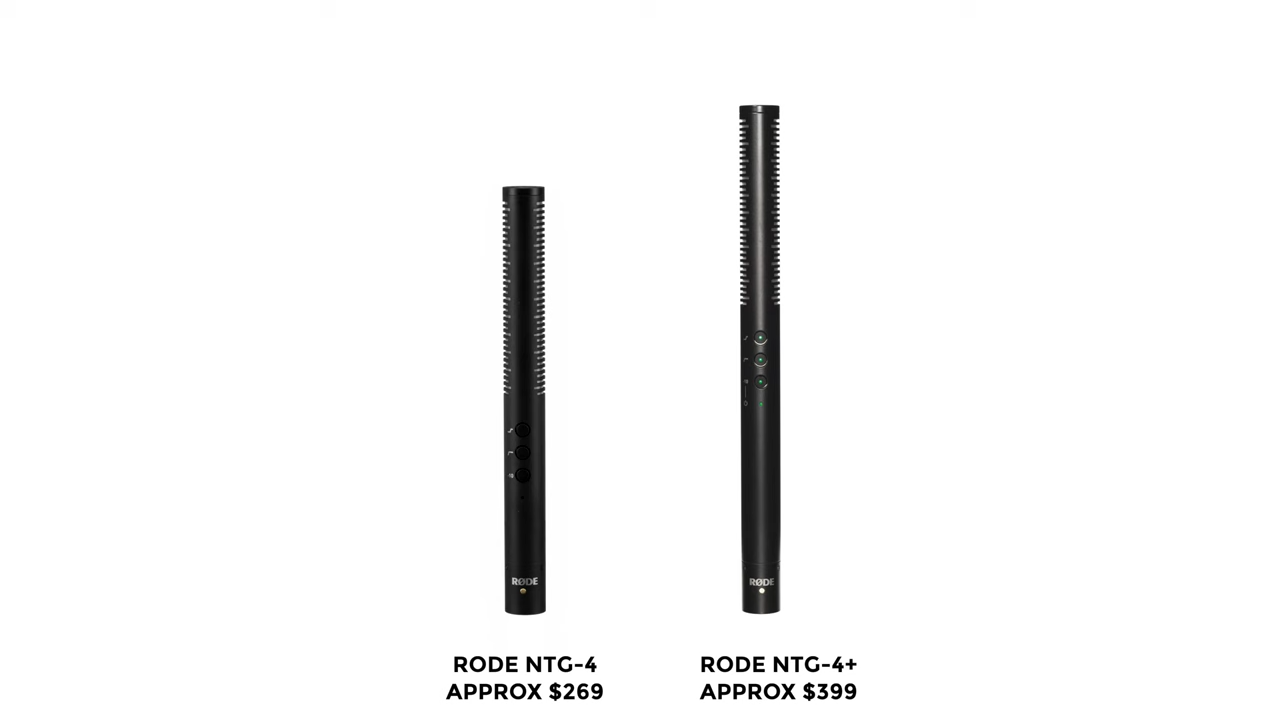 RØDE
RØDE
RODE NTG-4
APPROX $269
RODE NTG-4+
APPROX $399